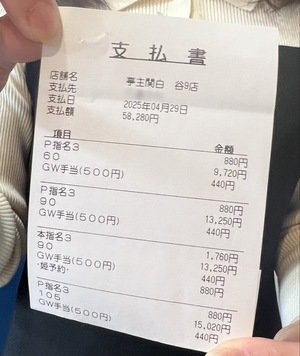 支払書
店舗名 亭主関白 谷9店
支払先
支払日 2025年04月29日
支払額 58,280円
項目 金額
P指名3 880円
60 9,720円
GW手当(500円) 440円
P指名3 880円
90 13,250円
GW手当(500円) 440円
本指名3 1,760円
90 13,250円
GW手当(500円) 440円
・姫予約・ 880円
P指名3 880円
105 15,020円
GW手当(500円) 440円